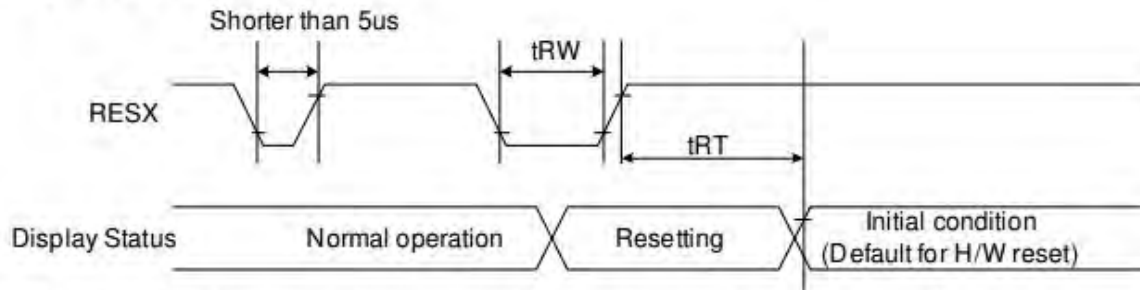 Shorter than 5us
tRW
RESX
tRT
Display Status
Normal operation
Resetting
Initial condition
(Default for H/W reset)